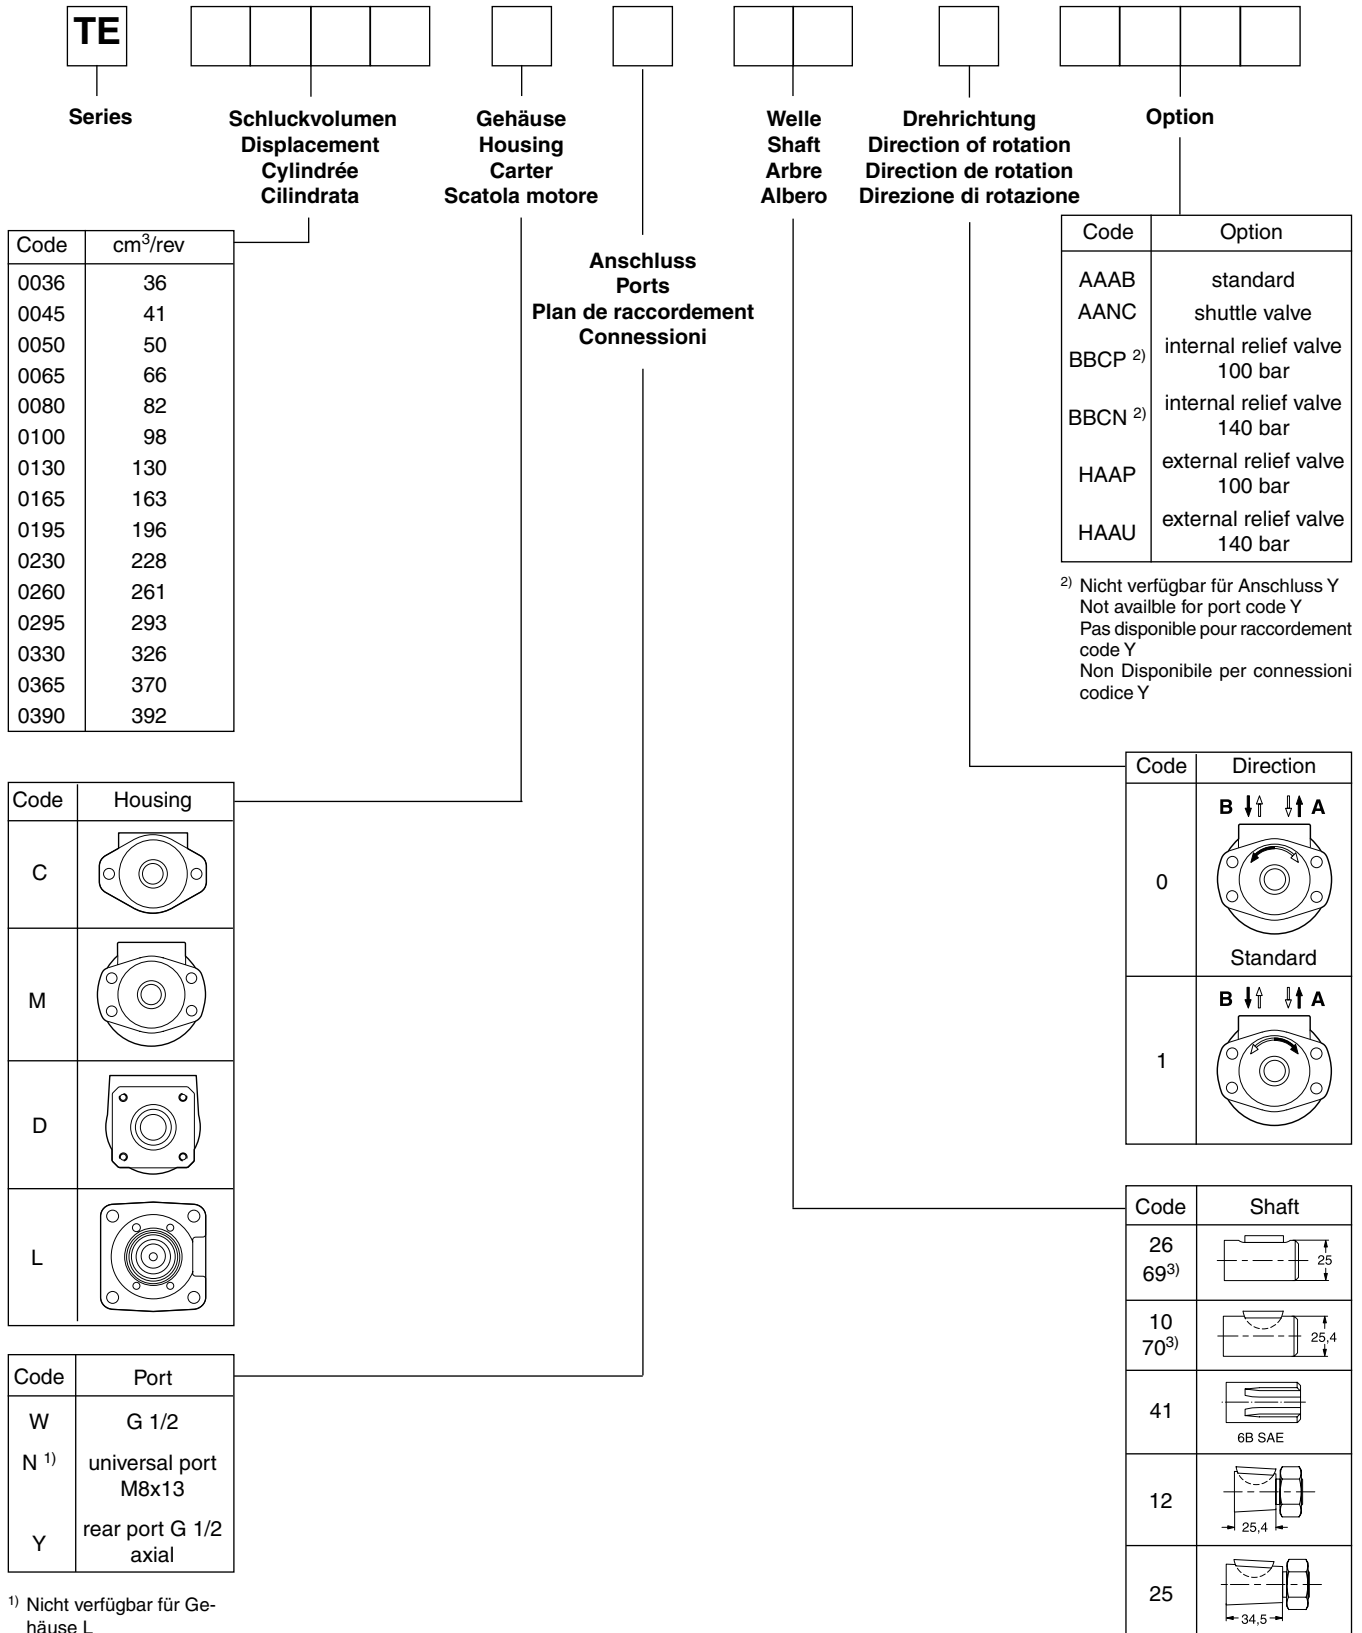 TE
Series
Schluckvolumen
Displacement
Cylindrée
Cilindrata
Gehäuse
Housing
Carter
Scatola motore
Anschluss
Ports
Plan de raccordement
Connessioni
Welle
Shaft
Arbre
Albero
Drehrichtung
Direction of rotation
Direction de rotation
Direzione di rotazione
Option
Code cm³/rev
0036 36
0045 41
0050 50
0065 66
0080 82
0100 98
0130 130
0165 163
0195 196
0230 228
0260 261
0295 293
0330 326
0365 370
0390 392
Code Option
AAAB standard
AANC shuttle valve
BBCP ²⁾ internal relief valve
100 bar
BBCN ²⁾ internal relief valve
140 bar
HAAP external relief valve
100 bar
HAAU external relief valve
140 bar
²⁾ Nicht verfügbar für Anschluss Y
Not availble for port code Y
Pas disponible pour raccordement
code Y
Non Disponibile per connessioni
codice Y
Code Housing
C
M
D
L
Code Direction
B A
0
Standard
B A
1
Code Port
W G 1/2
N ¹⁾ universal port
M8x13
Y rear port G 1/2
axial
¹⁾ Nicht verfügbar für Ge-
häuse L
Code Shaft
26
69³⁾
25
10
70³⁾
25,4
41
6B SAE
12
25,4
25
34,5